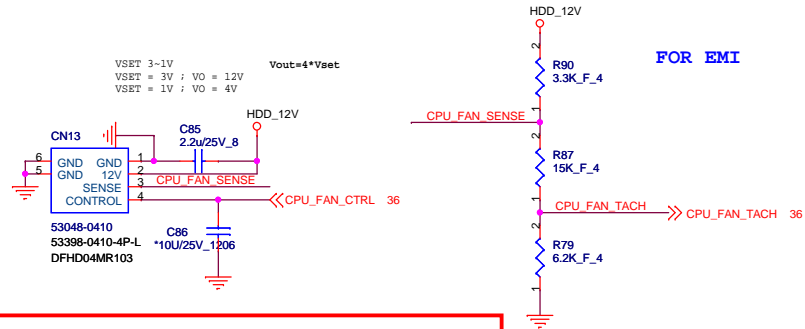 HDD_12V
FOR EMI
VSET 3~1V
VSET = 3V ; VO = 12V
VSET = 1V ; VO = 4V
Vout=4*Vset
2
R90
3.3K_F_4
1
HDD_12V
CPU_FAN_SENSE
CN13
C85
2.2u/25V_8
2
R87
15K_F_4
1
6 GND GND 1
5 GND 12V 2
SENSE 3 CPU_FAN_SENSE
CONTROL 4
CPU_FAN_CTRL 36
CPU_FAN_TACH
CPU_FAN_TACH 36
53048-0410
53398-0410-4P-L
DFHD04MR103
C86
*10U/25V_1206
2
R79
6.2K_F_4
1